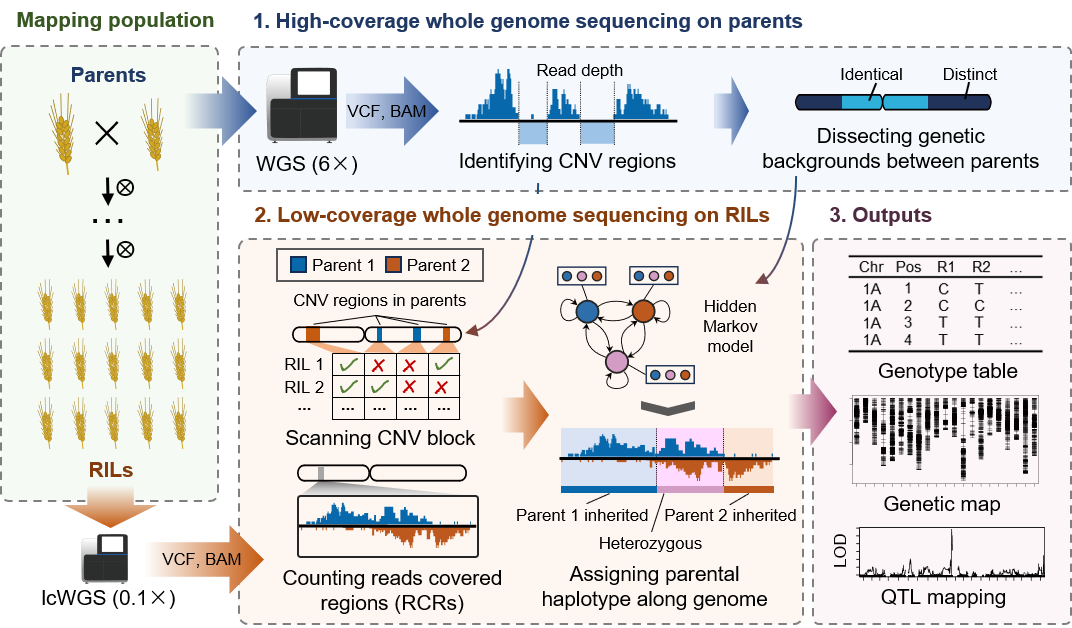 Mapping population
Parents
×
...
RILs
lcWGS (0.1×)
VCF, BAM
1. High-coverage whole genome sequencing on parents
WGS (6×)
VCF, BAM
Read depth
Identifying CNV regions
Identical
Distinct
Dissecting genetic
backgrounds between parents
2. Low-coverage whole genome sequencing on RILs
Parent 1 Parent 2
CNV regions in parents
RIL 1 ✓ ✗ ✗ ✓
RIL 2 ✓ ✓ ✗ ✗
... ... ... ... ...
Scanning CNV block
Counting reads covered
regions (RCRs)
Hidden
Markov
model
Parent 1 inherited
Parent 2 inherited
Heterozygous
Assigning parental
haplotype along genome
3. Outputs
Chr Pos R1 R2 ...
1A 1 C T ...
1A 2 C C ...
1A 3 T T ...
1A 4 T T ...
Genotype table
Genetic map
LOD
QTL mapping